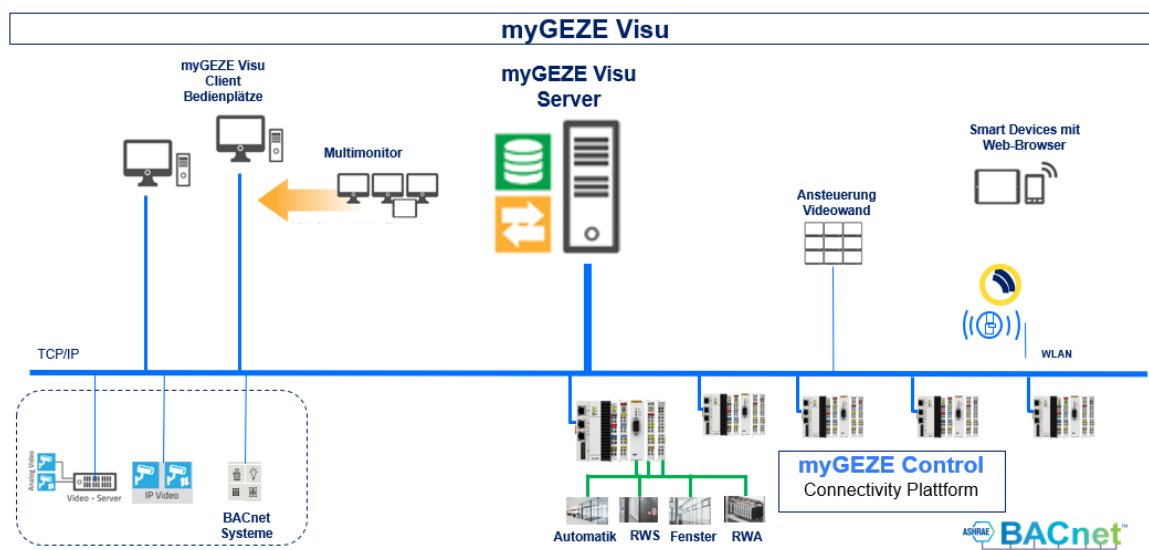 myGEZE Visu
myGEZE Visu
Client
Bedienplätze
myGEZE Visu
Server
Multimonitor
Smart Devices mit
Web-Browser
Ansteuerung
Videowand
TCP/IP
WLAN
Analog Video
Video - Server
IP Video
BACnet
Systeme
Automatik
RWS
Fenster
RWA
myGEZE Control
Connectivity Plattform
ASHRAE BACnet™